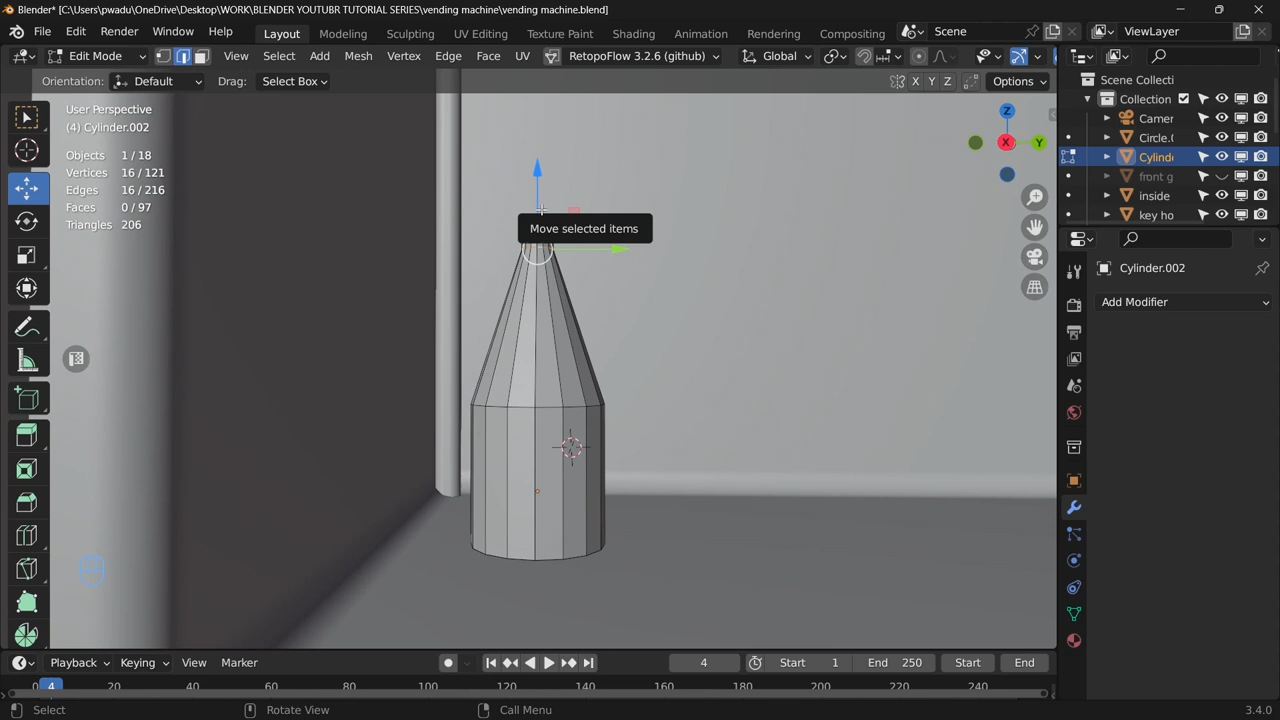 Blender* [C:\Users\pwadu\OneDrive\Desktop\WORK\BLENDER YOUTUBR TUTORIAL SERIES\vending machine\vending machine.blend]
File Edit Render Window Help Layout Modeling Sculpting UV Editing Texture Paint Shading Animation Rendering Compositing Scene ViewLayer
Edit Mode View Select Add Mesh Vertex Edge Face UV RetopoFlow 3.2.6 (github) Global
Orientation: Default Drag: Select Box X Y Z Options
Scene Collecti
Collection
Camer
Circle.(
Cylinde
front g
inside
key ho
User Perspective
(4) Cylinder.002
Objects 1 / 18
Vertices 16 / 121
Edges 16 / 216
Faces 0 / 97
Triangles 206
Z
X
Y
Move selected items
Cylinder.002
Add Modifier
Playback Keying View Marker 4 Start 1 End 250 Start End
0 4 20 40 60 80 100 120 140 160 180 200 220 240
Select Rotate View Call Menu 3.4.0